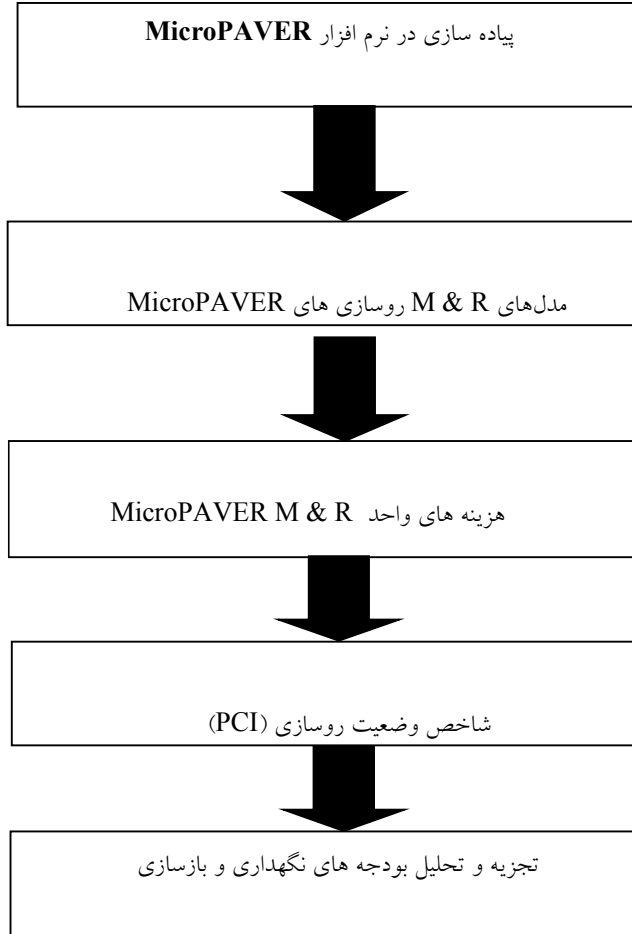 پیاده سازی در نرم افزار MicroPAVER
مدل‌های M & R روسازی های MicroPAVER
هزینه های واحد MicroPAVER M & R
شاخص وضعیت روسازی (PCI)
تجزیه و تحلیل بودجه های نگهداری و بازسازی